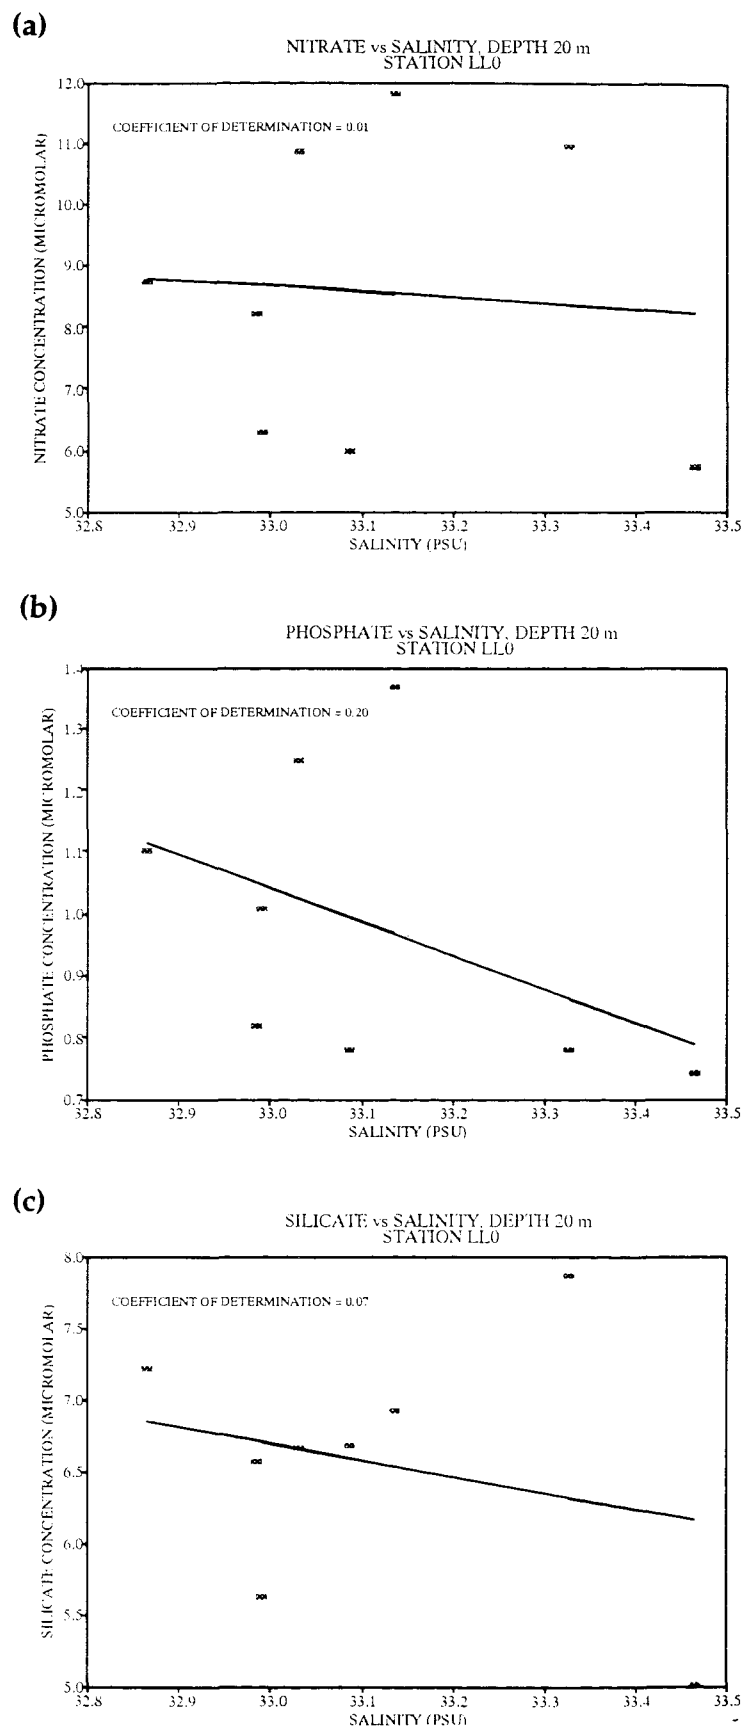 (a)
NITRATE vs SALINITY, DEPTH 20 m
STATION LL0
COEFFICIENT OF DETERMINATION = 0.01
NITRATE CONCENTRATION (MICROMOLAR)
12.0
11.0
10.0
9.0
8.0
7.0
6.0
5.0
32.8 32.9 33.0 33.1 33.2 33.3 33.4 33.5
SALINITY (PSU)
(b)
PHOSPHATE vs SALINITY, DEPTH 20 m
STATION LL0
COEFFICIENT OF DETERMINATION = 0.20
PHOSPHATE CONCENTRATION (MICROMOLAR)
1.4
1.3
1.2
1.1
1.0
0.9
0.8
0.7
32.8 32.9 33.0 33.1 33.2 33.3 33.4 33.5
SALINITY (PSU)
(c)
SILICATE vs SALINITY, DEPTH 20 m
STATION LL0
COEFFICIENT OF DETERMINATION = 0.07
SILICATE CONCENTRATION (MICROMOLAR)
8.0
7.5
7.0
6.5
6.0
5.5
5.0
32.8 32.9 33.0 33.1 33.2 33.3 33.4 33.5
SALINITY (PSU)